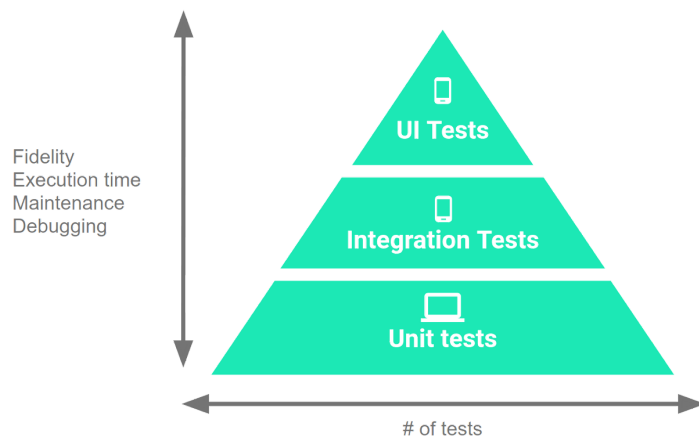 UI Tests
Fidelity
Execution time
Maintenance
Debugging
Integration Tests
Unit tests
# of tests